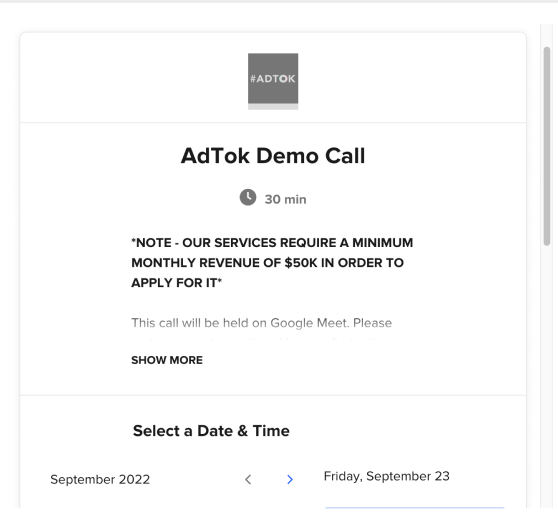 #ADTOK
AdTok Demo Call
30 min
*NOTE - OUR SERVICES REQUIRE A MINIMUM
MONTHLY REVENUE OF $50K IN ORDER TO
APPLY FOR IT*
This call will be held on Google Meet. Please
SHOW MORE
Select a Date & Time
September 2022
Friday, September 23